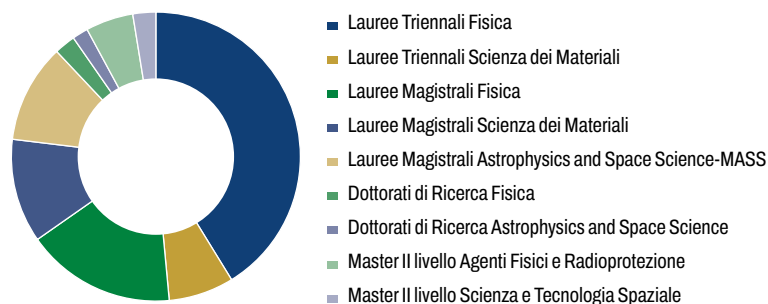 Lauree Triennali Fisica
Lauree Triennali Scienza dei Materiali
Lauree Magistrali Fisica
Lauree Magistrali Scienza dei Materiali
Lauree Magistrali Astrophysics and Space Science-MASS
Dottorati di Ricerca Fisica
Dottorati di Ricerca Astrophysics and Space Science
Master II livello Agenti Fisici e Radioprotezione
Master II livello Scienza e Tecnologia Spaziale